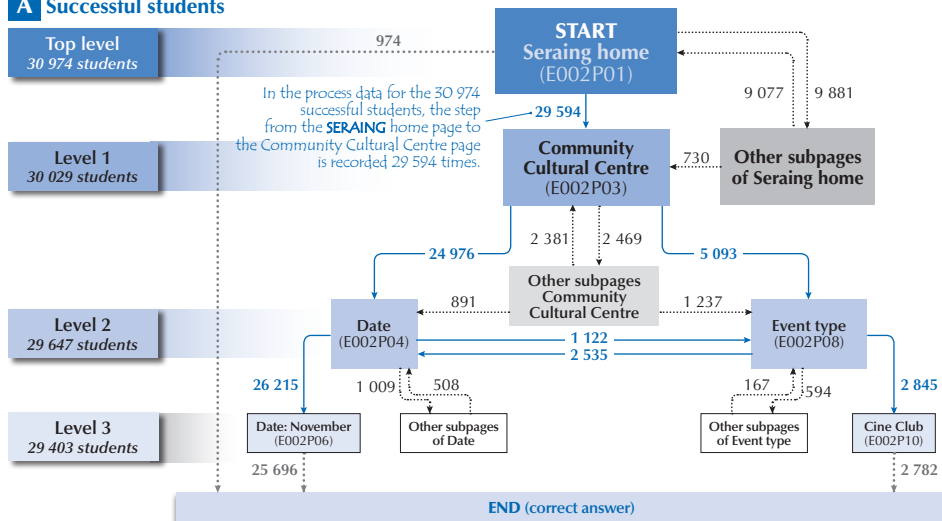 A Successful students
Top level
30 974 students
974
START
Seraing home
(E002P01)
In the process data for the 30 974
successful students, the step
from the SERAING home page to
the Community Cultural Centre page
is recorded 29 594 times.
29 594
9 077
9 881
Level 1
30 029 students
Community
Cultural Centre
(E002P03)
730
Other subpages
of Seraing home
2 381
2 469
24 976
5 093
Other subpages
Community
Cultural Centre
891
1 237
Level 2
29 647 students
Date
(E002P04)
1 122
2 535
Event type
(E002P08)
26 215
1 009
508
167
594
2 845
Level 3
29 403 students
Date: November
(E002P06)
Other subpages
of Date
Other subpages
of Event type
Cine Club
(E002P10)
25 696
2 782
END (correct answer)